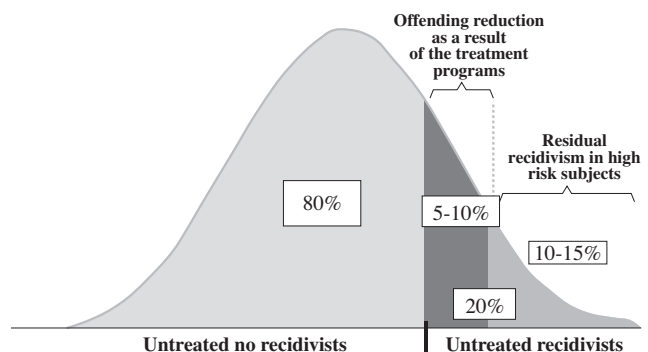 Offending reduction
as a result
of the treatment
programs
Residual
recidivism in high
risk subjects
80%
5-10%
10-15%
20%
Untreated no recidivists
Untreated recidivists